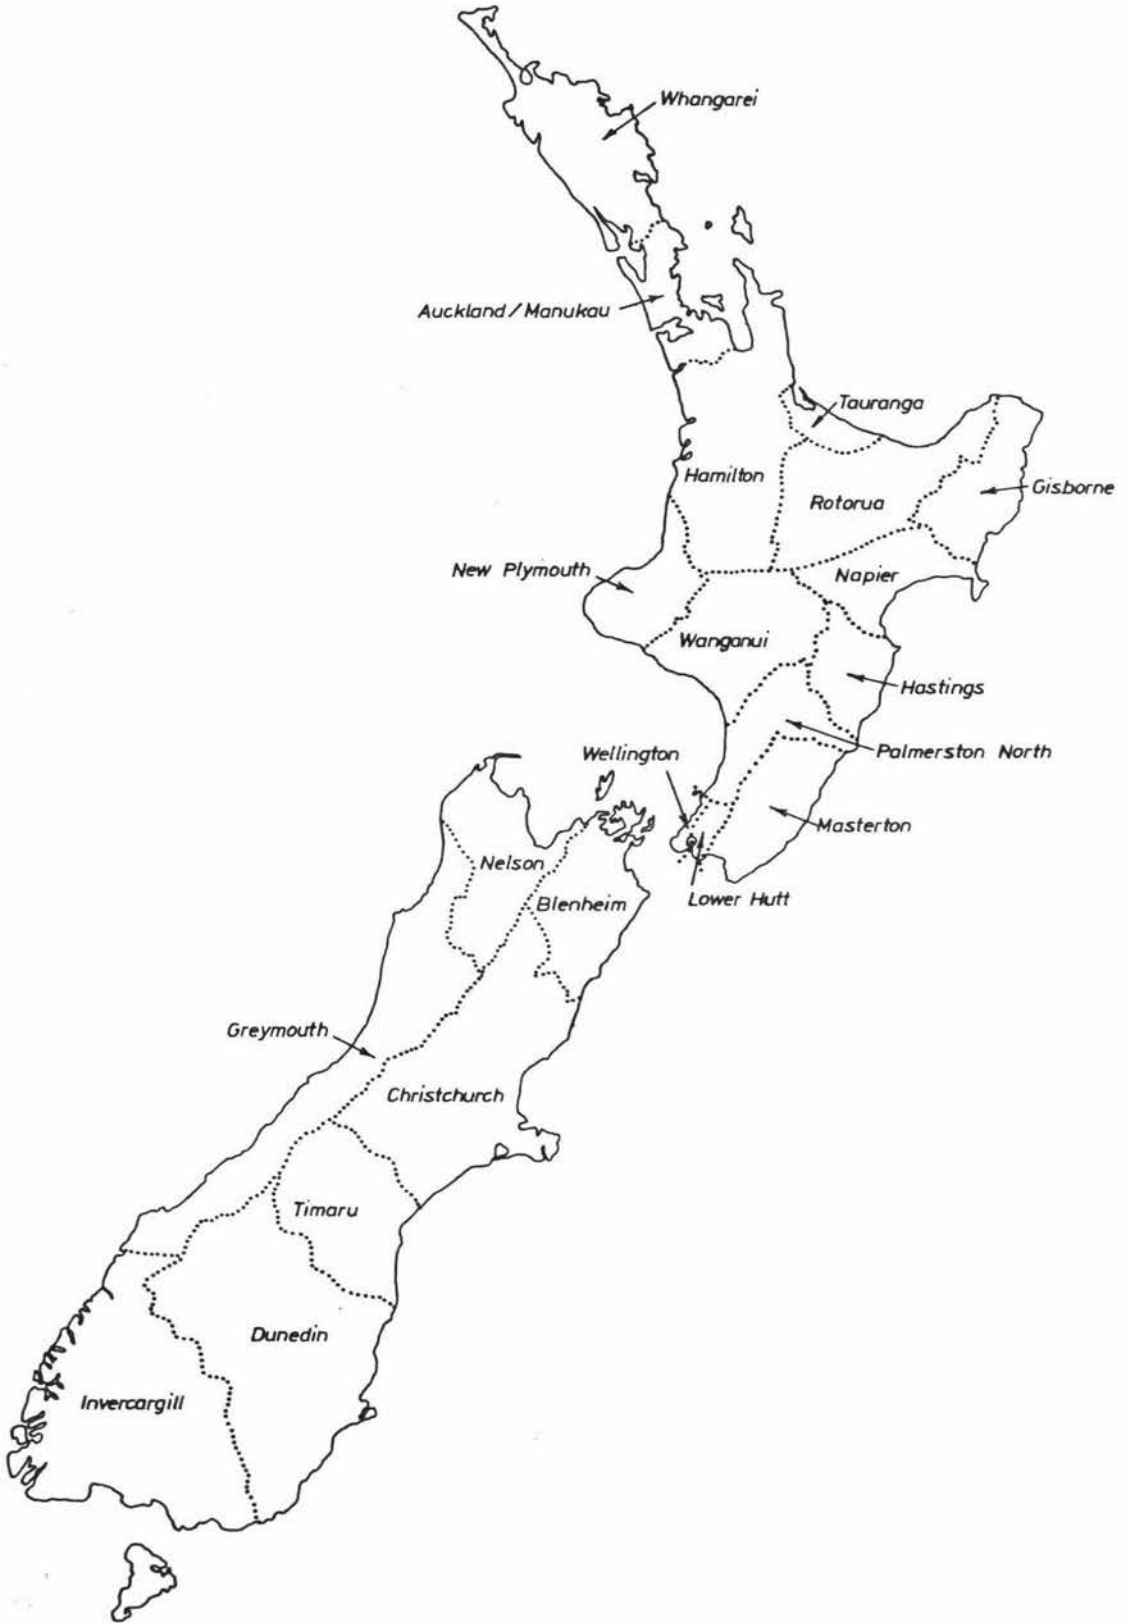 Whangarei
Auckland / Manukau
Tauranga
Hamilton
Gisborne
Rotorua
New Plymouth
Napier
Wanganui
Hastings
Wellington
Palmerston North
Masterton
Nelson
Lower Hutt
Blenheim
Greymouth
Christchurch
Timaru
Dunedin
Invercargill